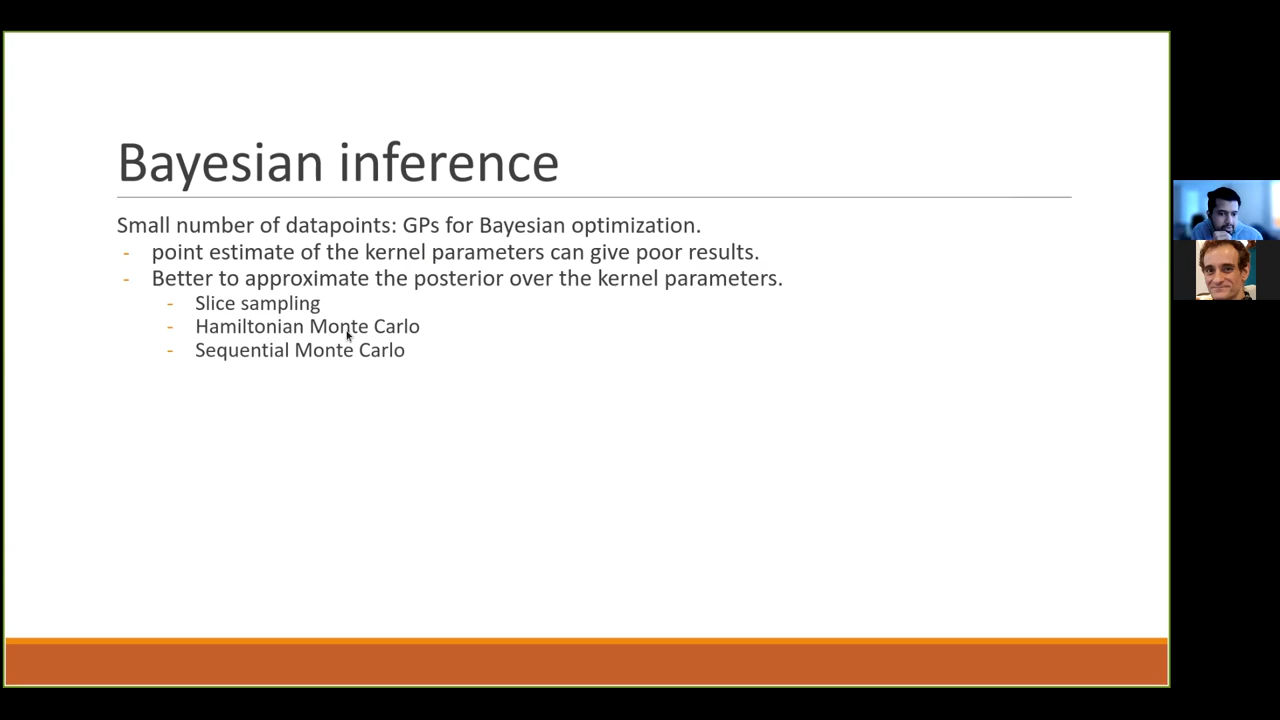 Bayesian inference
Small number of datapoints: GPs for Bayesian optimization.
- point estimate of the kernel parameters can give poor results.
- Better to approximate the posterior over the kernel parameters.
- Slice sampling
- Hamiltonian Monte Carlo
- Sequential Monte Carlo